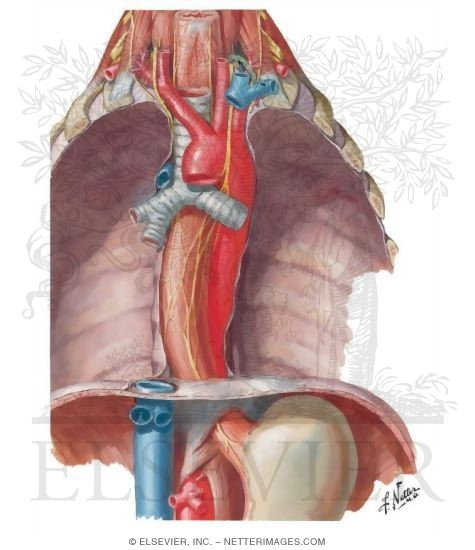 ELSEVIER
F. Netter
M.D.
© ELSEVIER, INC. – NETTERIMAGES.COM